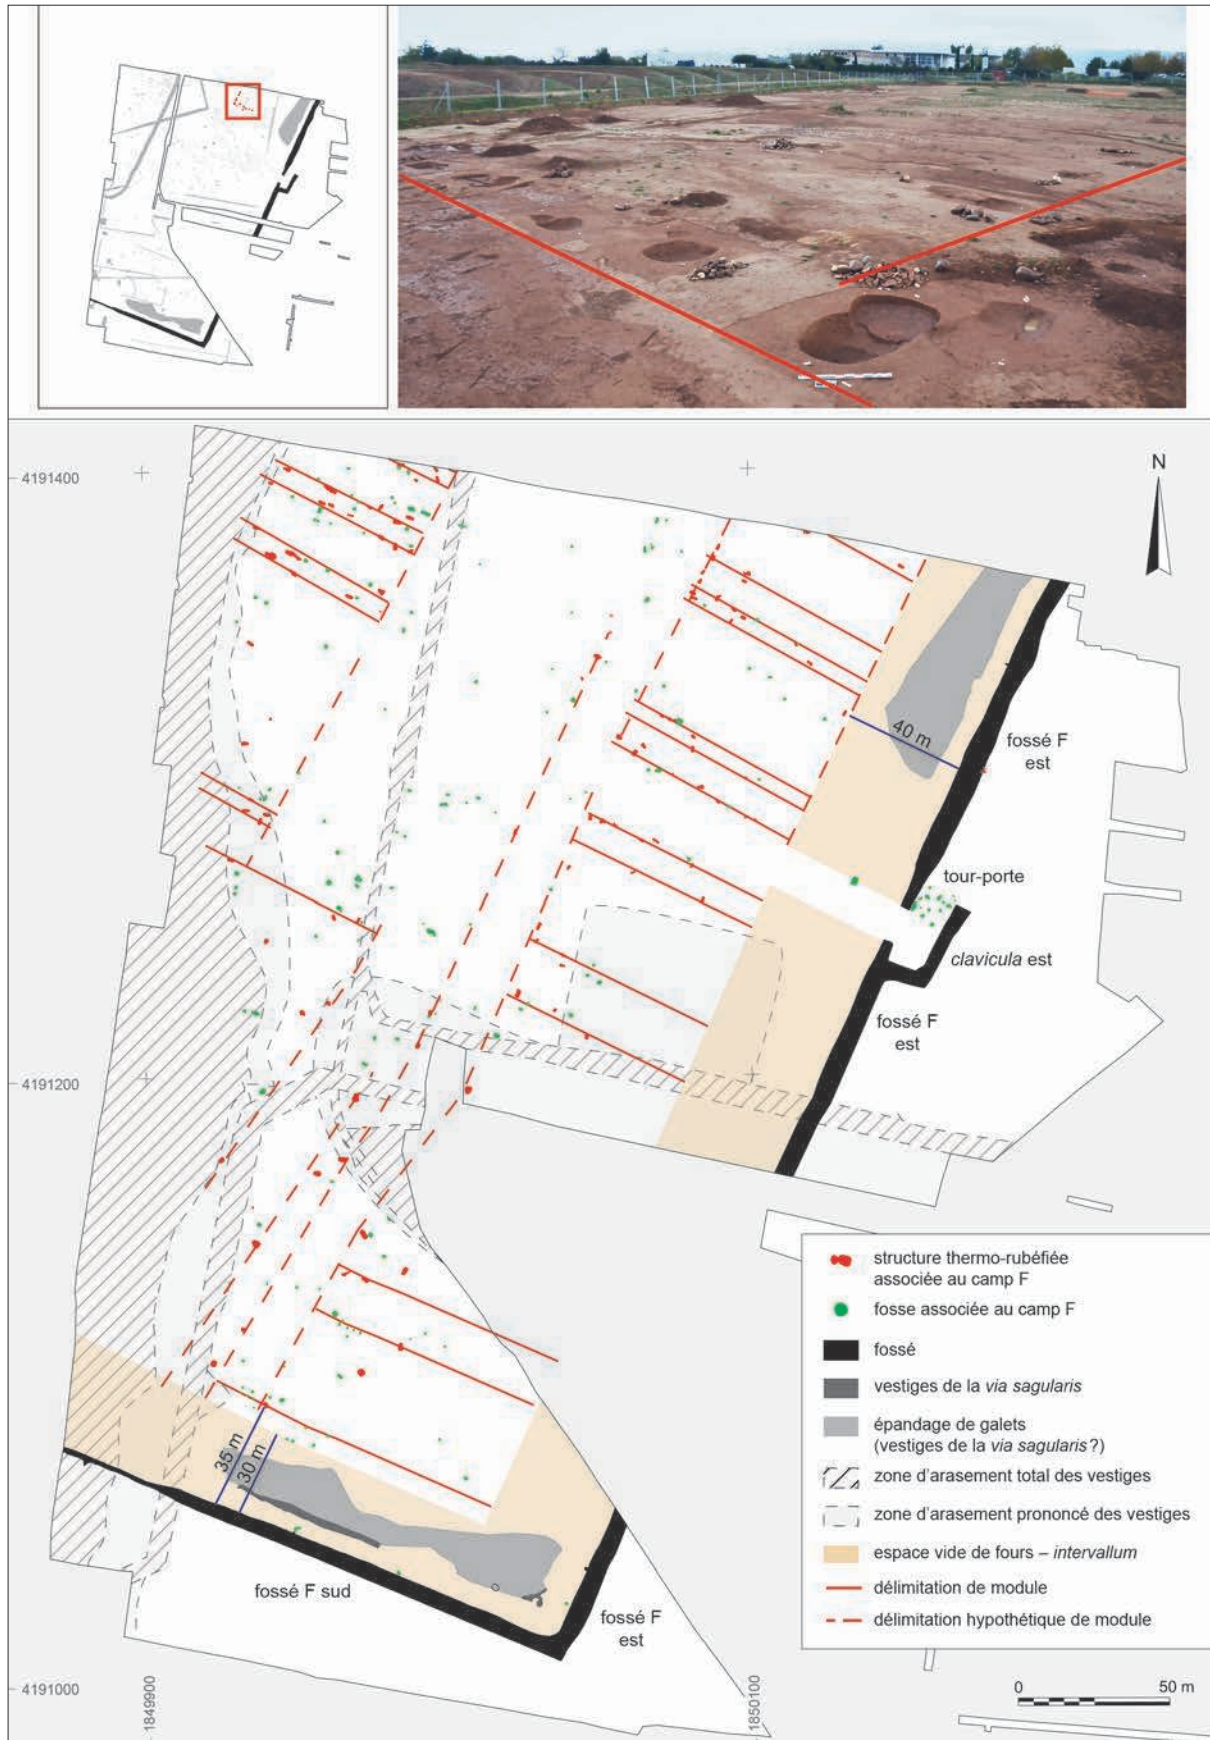 N
4191400
40 m
fossé F
est
tour-porte
clavicula est
fossé F
est
4191200
structure thermo-rubéfiée
associée au camp F
fosse associée au camp F
fossé
vestiges de la via sagularis
épandage de galets
(vestiges de la via sagularis ?)
zone d'arasement total des vestiges
zone d'arasement prononcé des vestiges
espace vide de fours – intervallum
délimitation de module
délimitation hypothétique de module
35 m
30 m
fossé F sud
fossé F
est
4191000
1849900
1850100
0 50 m